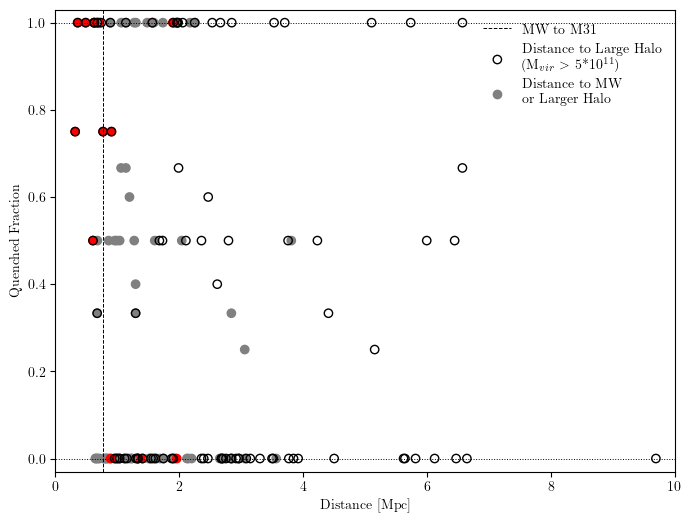 1.0
0.8
0.6
0.4
0.2
0.0
Quenched Fraction
MW to M31
Distance to Large Halo
(M_{vir} > 5*10^{11})
Distance to MW
or Larger Halo
0 2 4 6 8 10
Distance [Mpc]